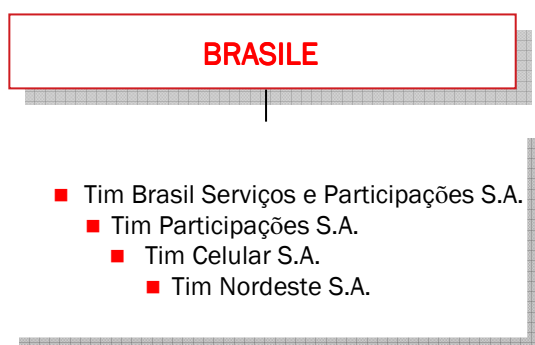 BRASILE
Tim Brasil Serviços e Participações S.A.
Tim Participações S.A.
Tim Celular S.A.
Tim Nordeste S.A.